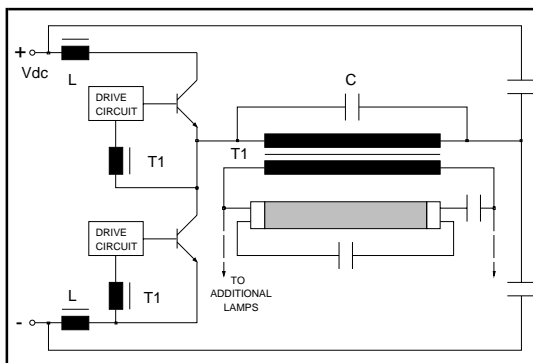 +
Vdc
L
C
DRIVE
CIRCUIT
T1
T1
DRIVE
CIRCUIT
T1
TO
ADDITIONAL
LAMPS
-
L